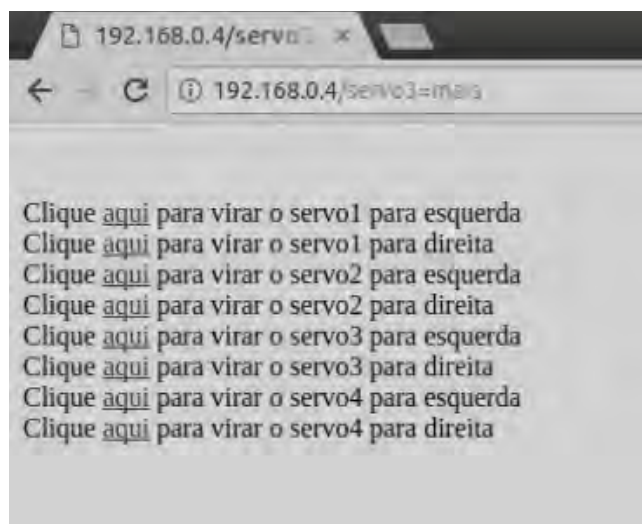 192.168.0.4/servo3
192.168.0.4/servo3=mais
Clique aqui para virar o servo1 para esquerda
Clique aqui para virar o servo1 para direita
Clique aqui para virar o servo2 para esquerda
Clique aqui para virar o servo2 para direita
Clique aqui para virar o servo3 para esquerda
Clique aqui para virar o servo3 para direita
Clique aqui para virar o servo4 para esquerda
Clique aqui para virar o servo4 para direita